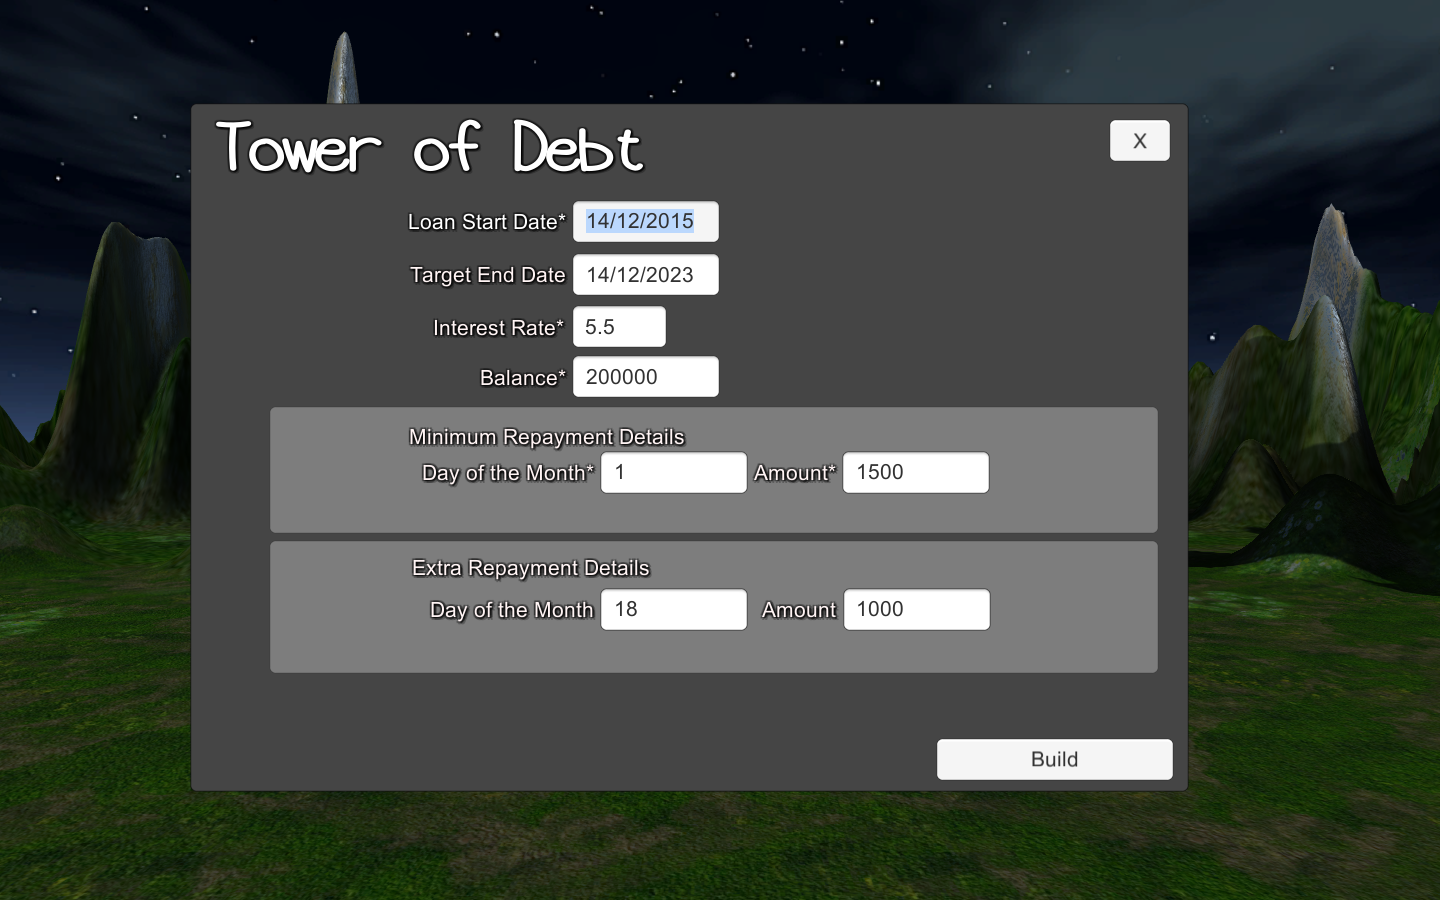 Tower of Debt
X
Loan Start Date* 14/12/2015
Target End Date 14/12/2023
Interest Rate* 5.5
Balance* 200000
Minimum Repayment Details
Day of the Month* 1 Amount* 1500
Extra Repayment Details
Day of the Month 18 Amount 1000
Build